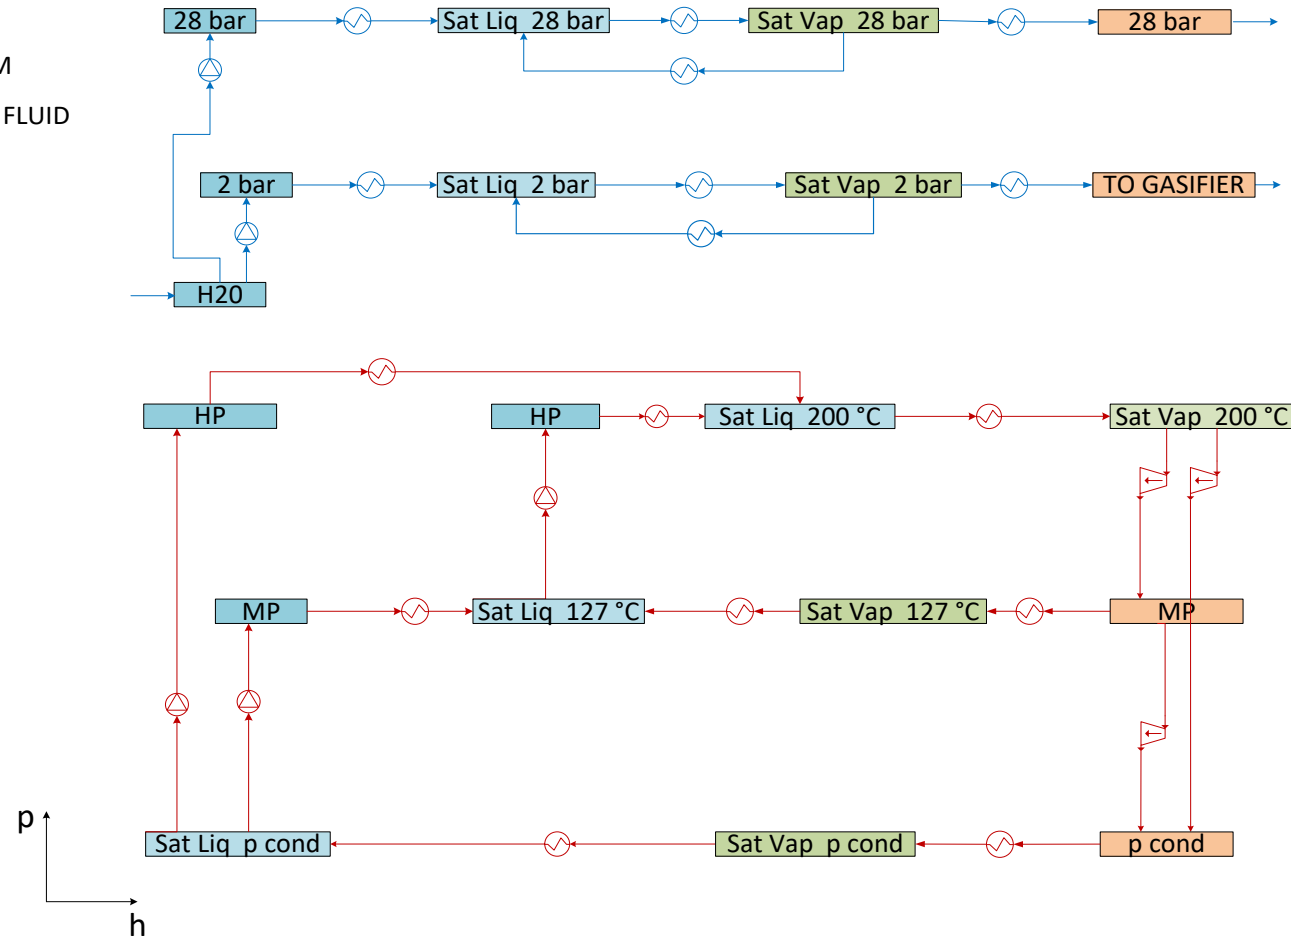 28 bar Sat Liq 28 bar Sat Vap 28 bar 28 bar
M
FLUID
2 bar Sat Liq 2 bar Sat Vap 2 bar TO GASIFIER
H20
HP HP Sat Liq 200 °C Sat Vap 200 °C
MP Sat Liq 127 °C Sat Vap 127 °C MP
p
Sat Liq p cond Sat Vap p cond p cond
h